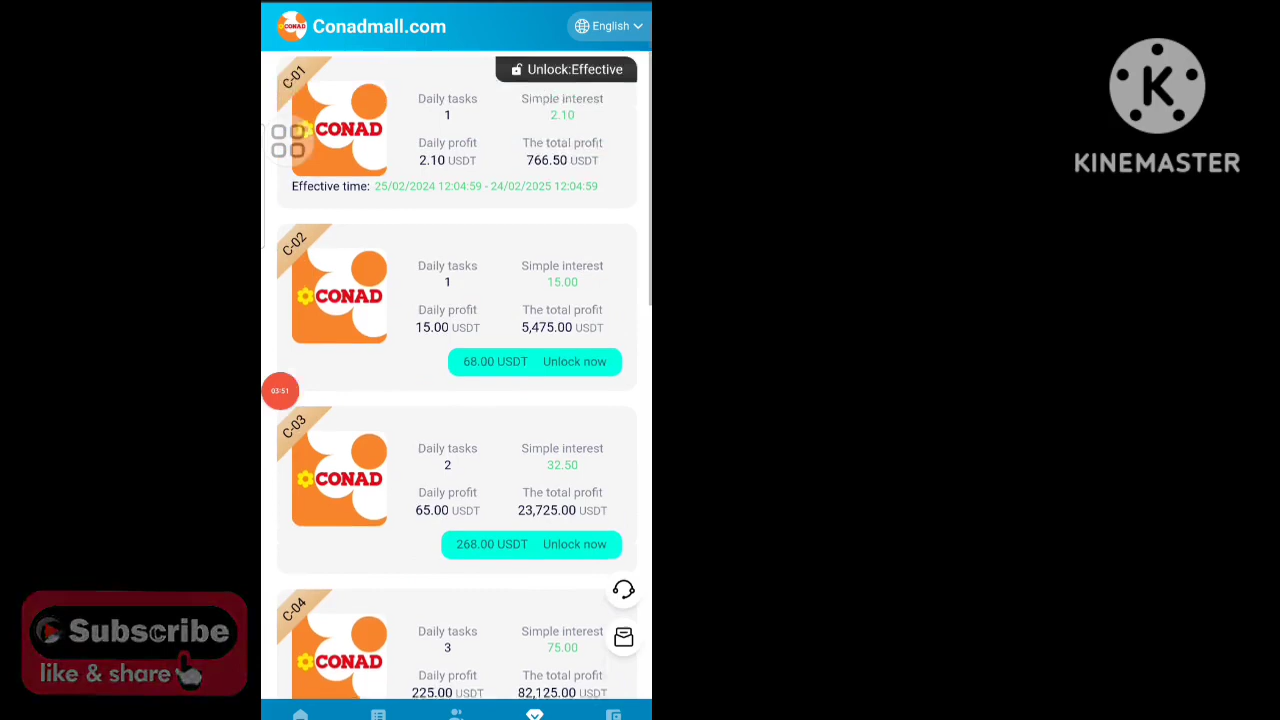 CONAD Conadmall.com English
C-01
Unlock:Effective
Daily tasks Simple interest
1 2.10
CONAD
Daily profit The total profit
2.10 USDT 766.50 USDT
Effective time: 25/02/2024 12:04:59 - 24/02/2025 12:04:59
C-02
Daily tasks Simple interest
1 15.00
CONAD
Daily profit The total profit
15.00 USDT 5,475.00 USDT
68.00 USDT Unlock now
03:51
C-03
Daily tasks Simple interest
2 32.50
CONAD
Daily profit The total profit
65.00 USDT 23,725.00 USDT
268.00 USDT Unlock now
C-04
Daily tasks Simple interest
3 75.00
CONAD
Daily profit The total profit
225.00 USDT 82,125.00 USDT
K
KINEMASTER
Subscribe
like & share